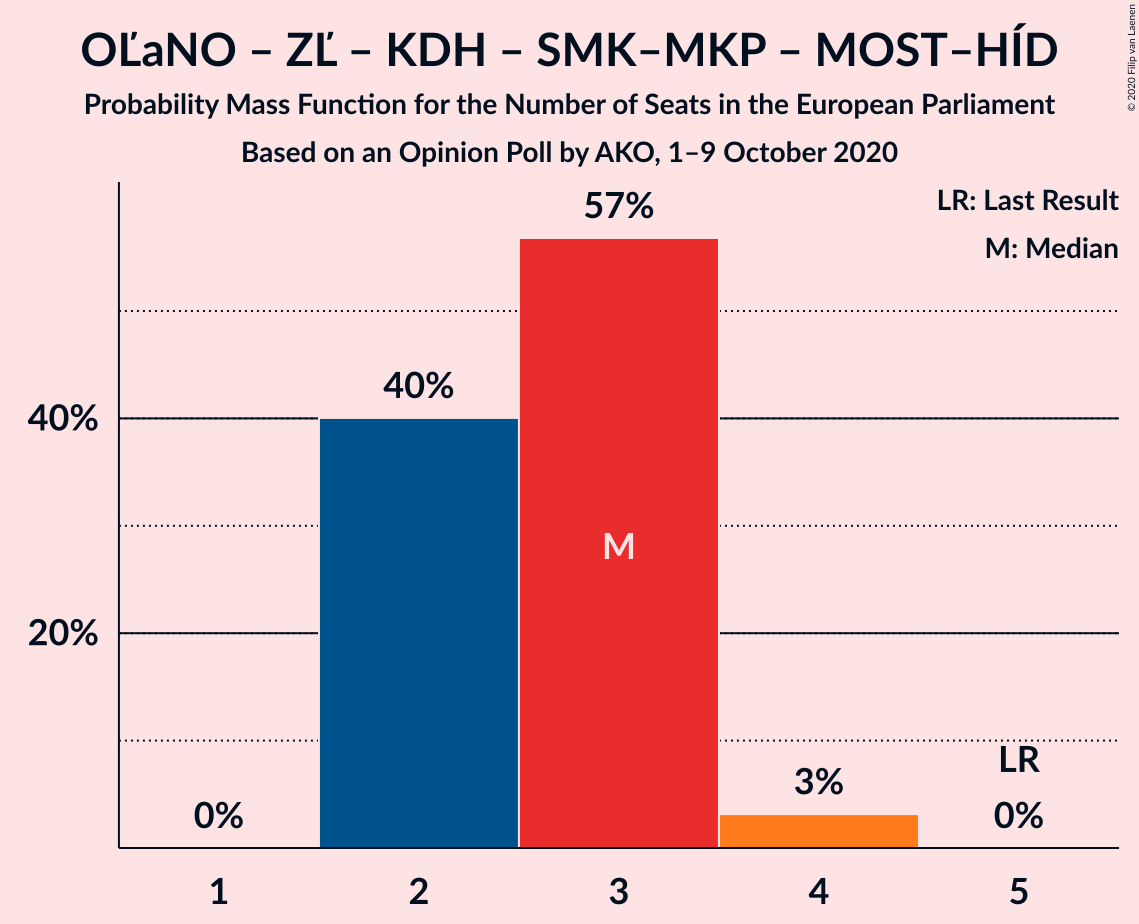 OĽaNO – ZĽ – KDH – SMK–MKP – MOST–HÍD
Probability Mass Function for the Number of Seats in the European Parliament
Based on an Opinion Poll by AKO, 1–9 October 2020
© 2020 Filip van Laenen
LR: Last Result
M: Median
57%
40%
40%
M
20%
LR
3%
0%
0%
1 2 3 4 5